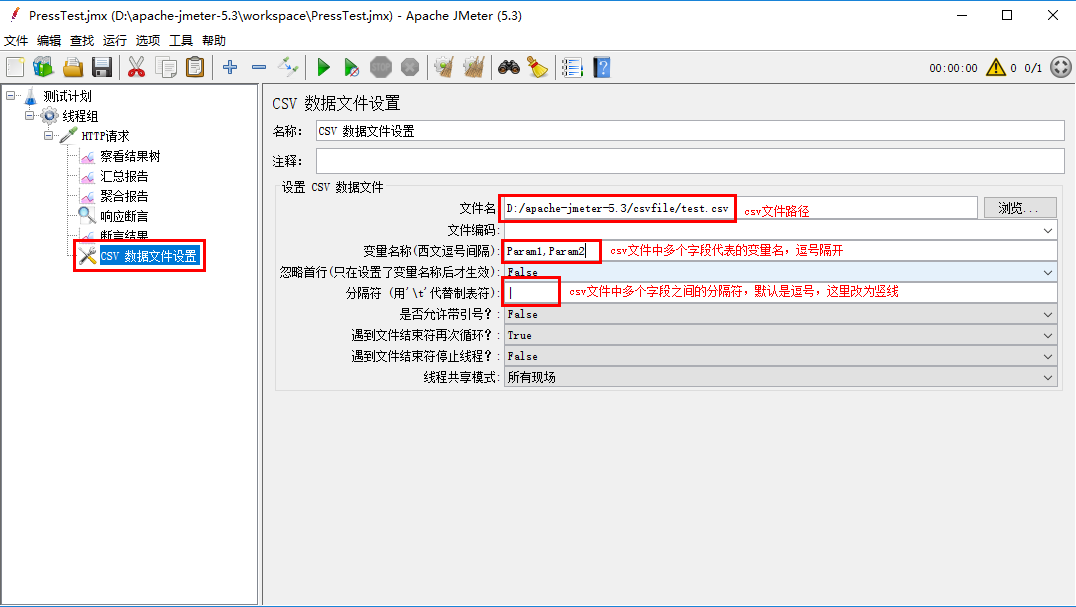 PressTest.jmx (D:\apache-jmeter-5.3\workspace\PressTest.jmx) - Apache JMeter (5.3)
文件 编辑 查找 运行 选项 工具 帮助
STOP 00:00:00 0 0/1
测试计划
线程组
HTTP请求
察看结果树
汇总报告
聚合报告
响应断言
断言结果
CSV 数据文件设置
CSV 数据文件设置
名称: CSV 数据文件设置
注释:
设置 CSV 数据文件
文件名 D:/apache-jmeter-5.3/csvfile/test.csv csv文件路径 浏览...
文件编码:
变量名称(西文逗号间隔): Param1,Param2 csv文件中多个字段代表的变量名，逗号隔开
忽略首行(只在设置了变量名称后才生效): False
分隔符 (用'\t'代替制表符): | csv文件中多个字段之间的分隔符，默认是逗号，这里改为竖线
是否允许带引号?: False
遇到文件结束符再次循环?: True
遇到文件结束符停止线程?: False
线程共享模式: 所有现场